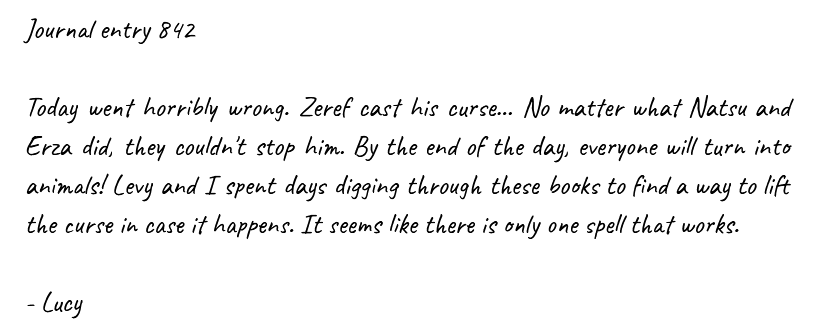 Journal entry 842
Today went horribly wrong. Zeref cast his curse... No matter what Natsu and
Erza did, they couldn't stop him. By the end of the day, everyone will turn into
animals! Levy and I spent days digging through these books to find a way to lift
the curse in case it happens. It seems like there is only one spell that works.
- Lucy